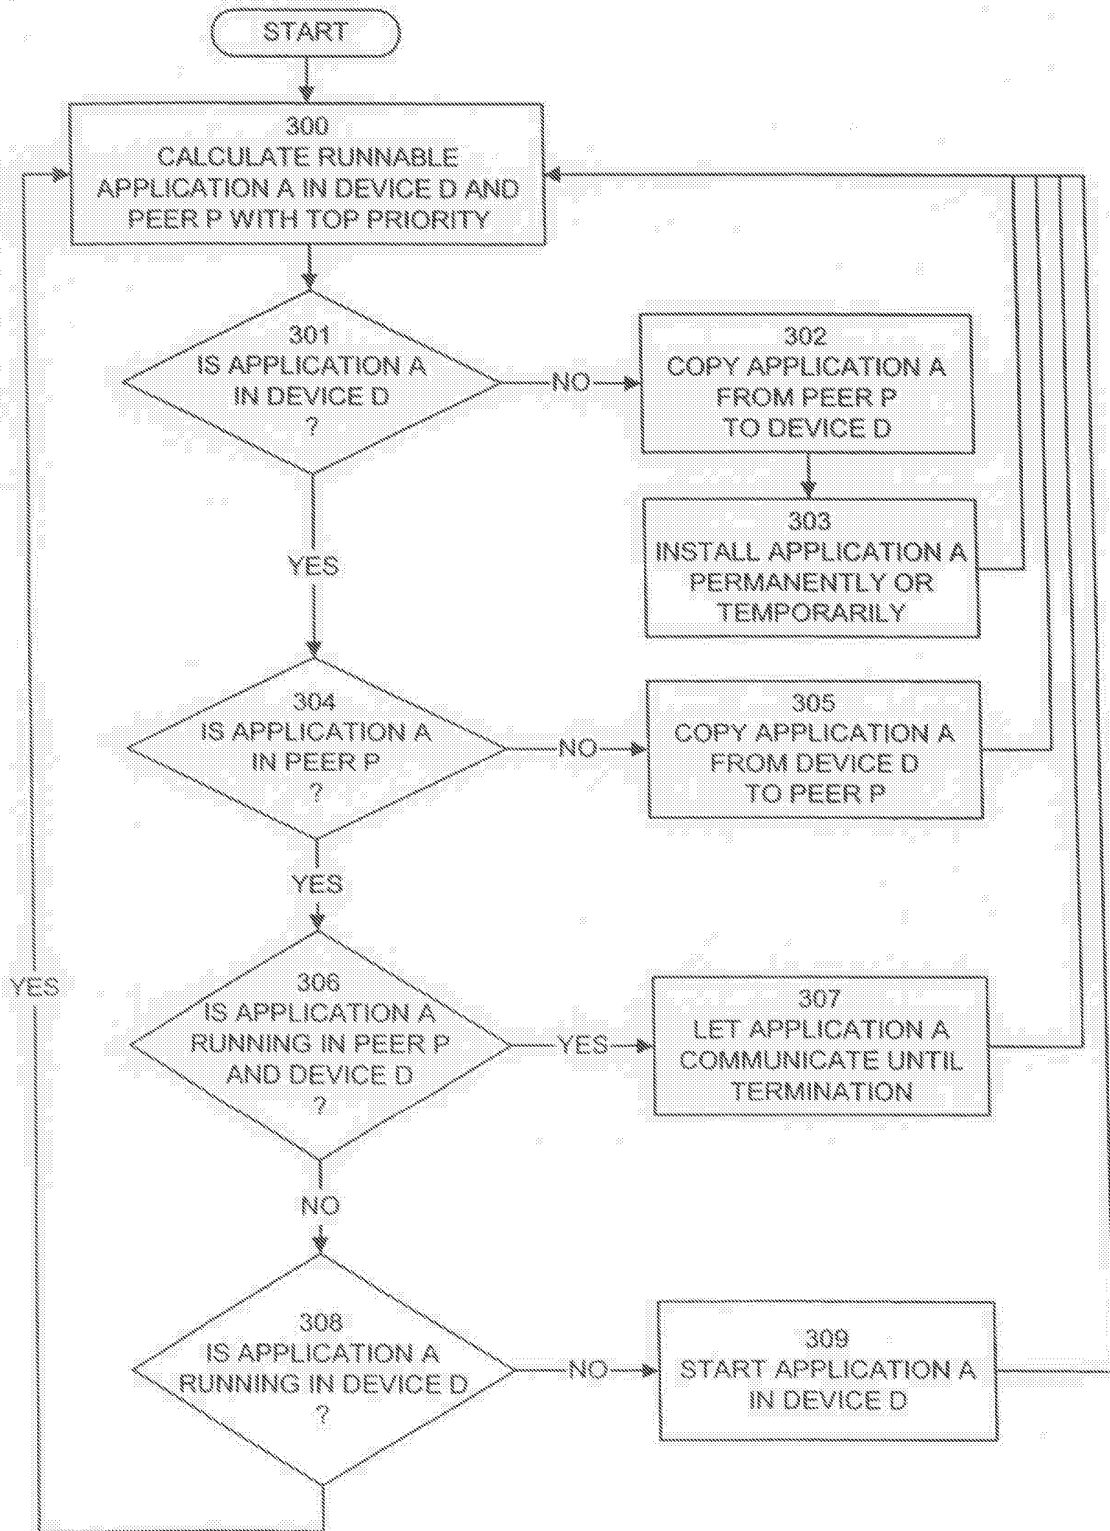 START
300
CALCULATE RUNNABLE
APPLICATION A IN DEVICE D AND
PEER P WITH TOP PRIORITY
301
IS APPLICATION A
IN DEVICE D
?
NO
302
COPY APPLICATION A
FROM PEER P
TO DEVICE D
303
INSTALL APPLICATION A
PERMANENTLY OR
TEMPORARILY
YES
304
IS APPLICATION A
IN PEER P
?
NO
305
COPY APPLICATION A
FROM DEVICE D
TO PEER P
YES
YES
306
IS APPLICATION A
RUNNING IN PEER P
AND DEVICE D
?
YES
307
LET APPLICATION A
COMMUNICATE UNTIL
TERMINATION
NO
308
IS APPLICATION A
RUNNING IN DEVICE D
?
NO
309
START APPLICATION A
IN DEVICE D